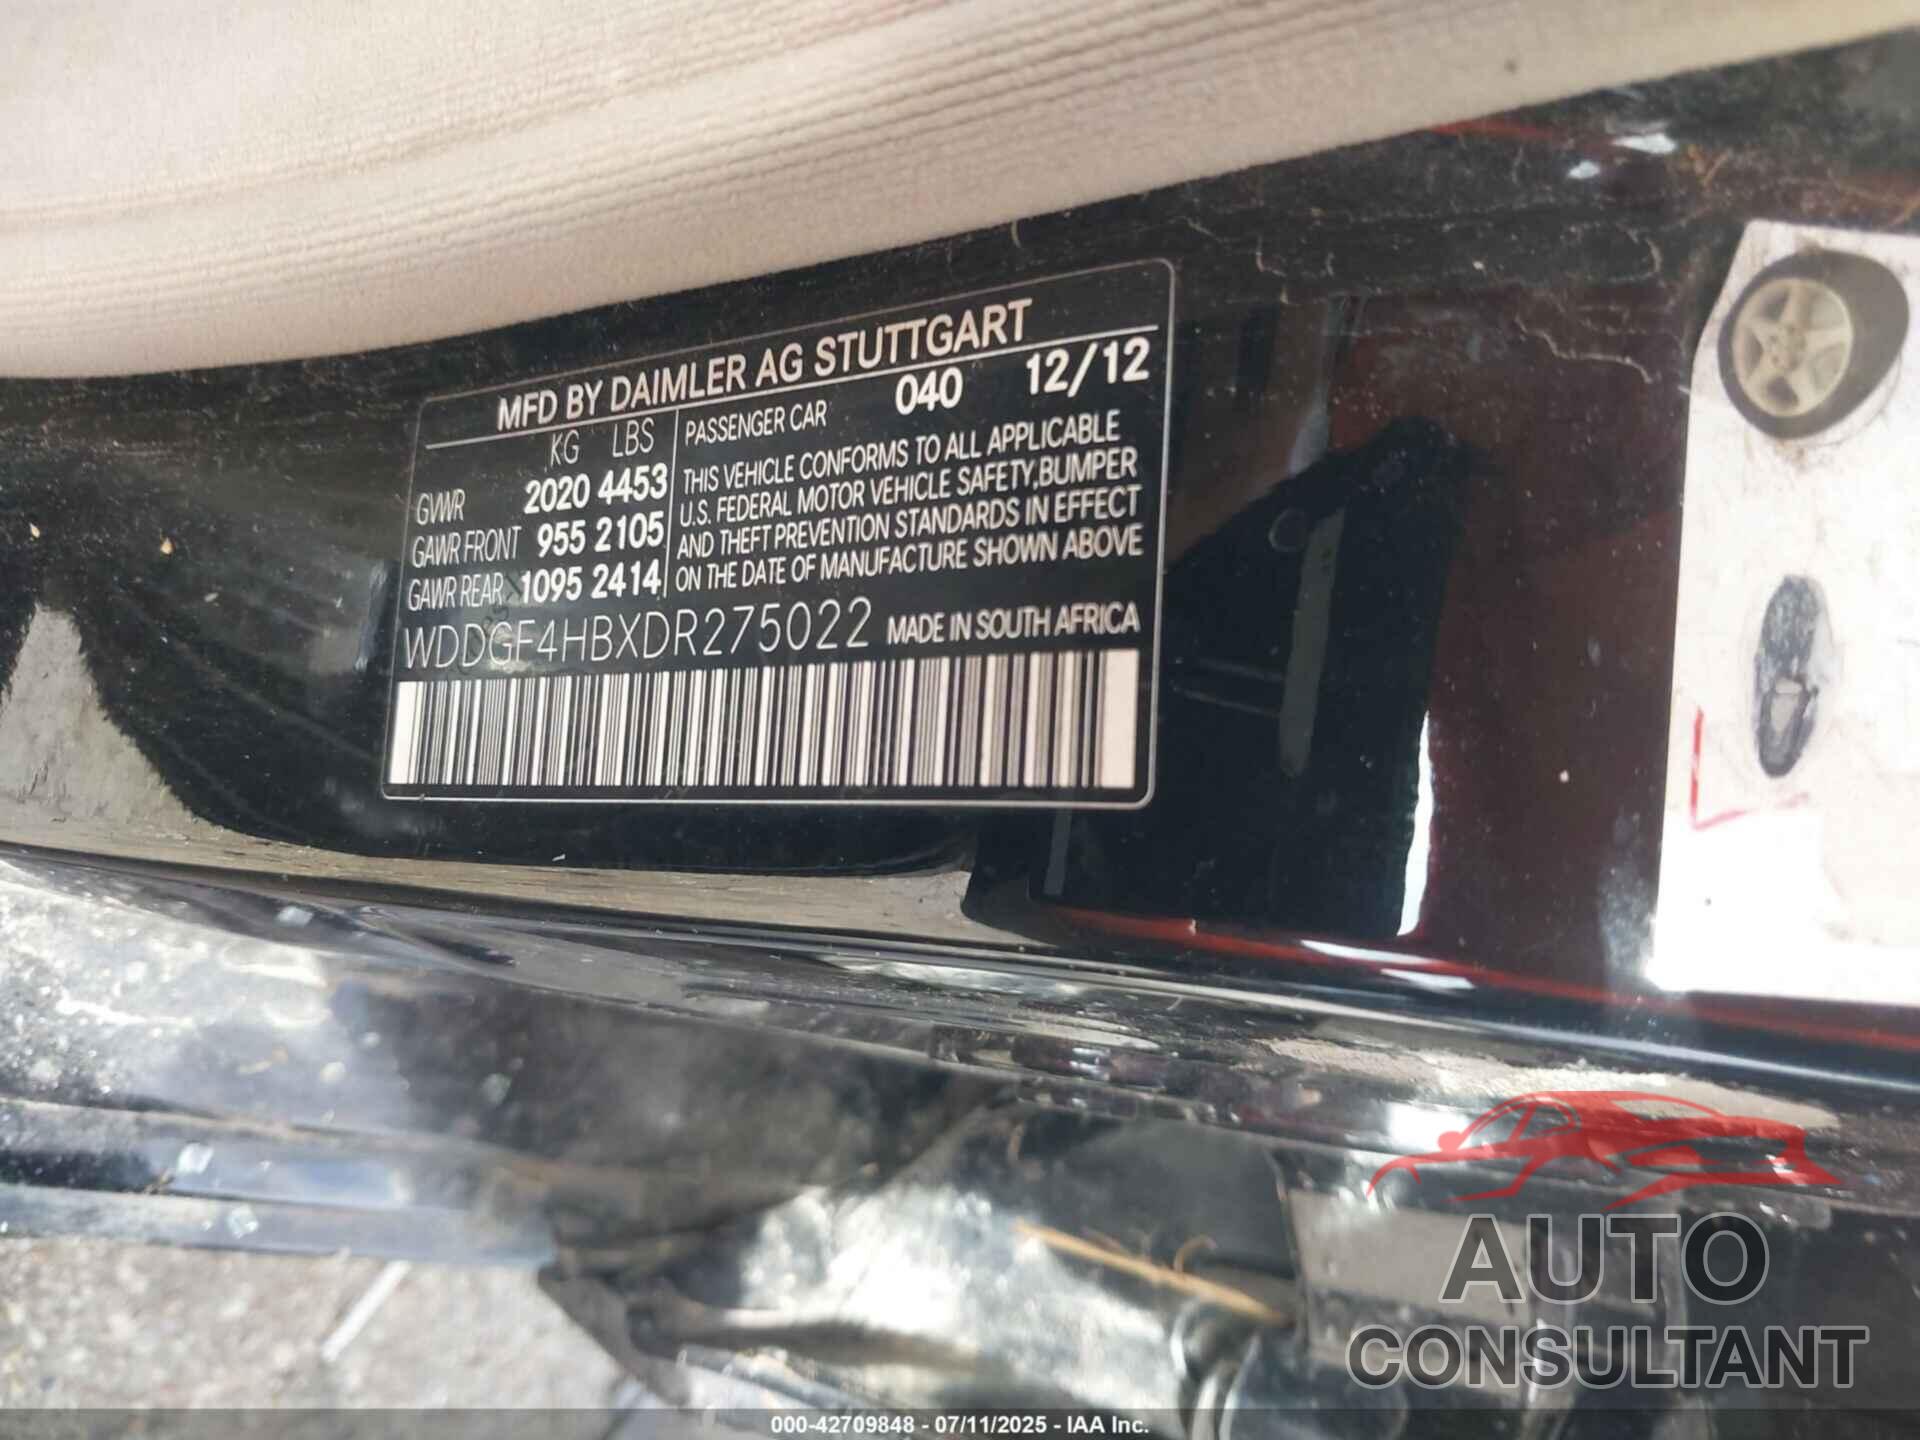 MFD BY DAIMLER AG STUTTGART
KG LBS PASSENGER CAR 040 12/12
GVWR 2020 4453
GAWR FRONT 955 2105
GAWR REAR 1095 2414
THIS VEHICLE CONFORMS TO ALL APPLICABLE
U.S. FEDERAL MOTOR VEHICLE SAFETY,BUMPER
AND THEFT PREVENTION STANDARDS IN EFFECT
ON THE DATE OF MANUFACTURE SHOWN ABOVE
WDDGF4HBXDR275022 MADE IN SOUTH AFRICA
AUTO
CONSULTANT
000-42709848 - 07/11/2025 - IAA Inc.